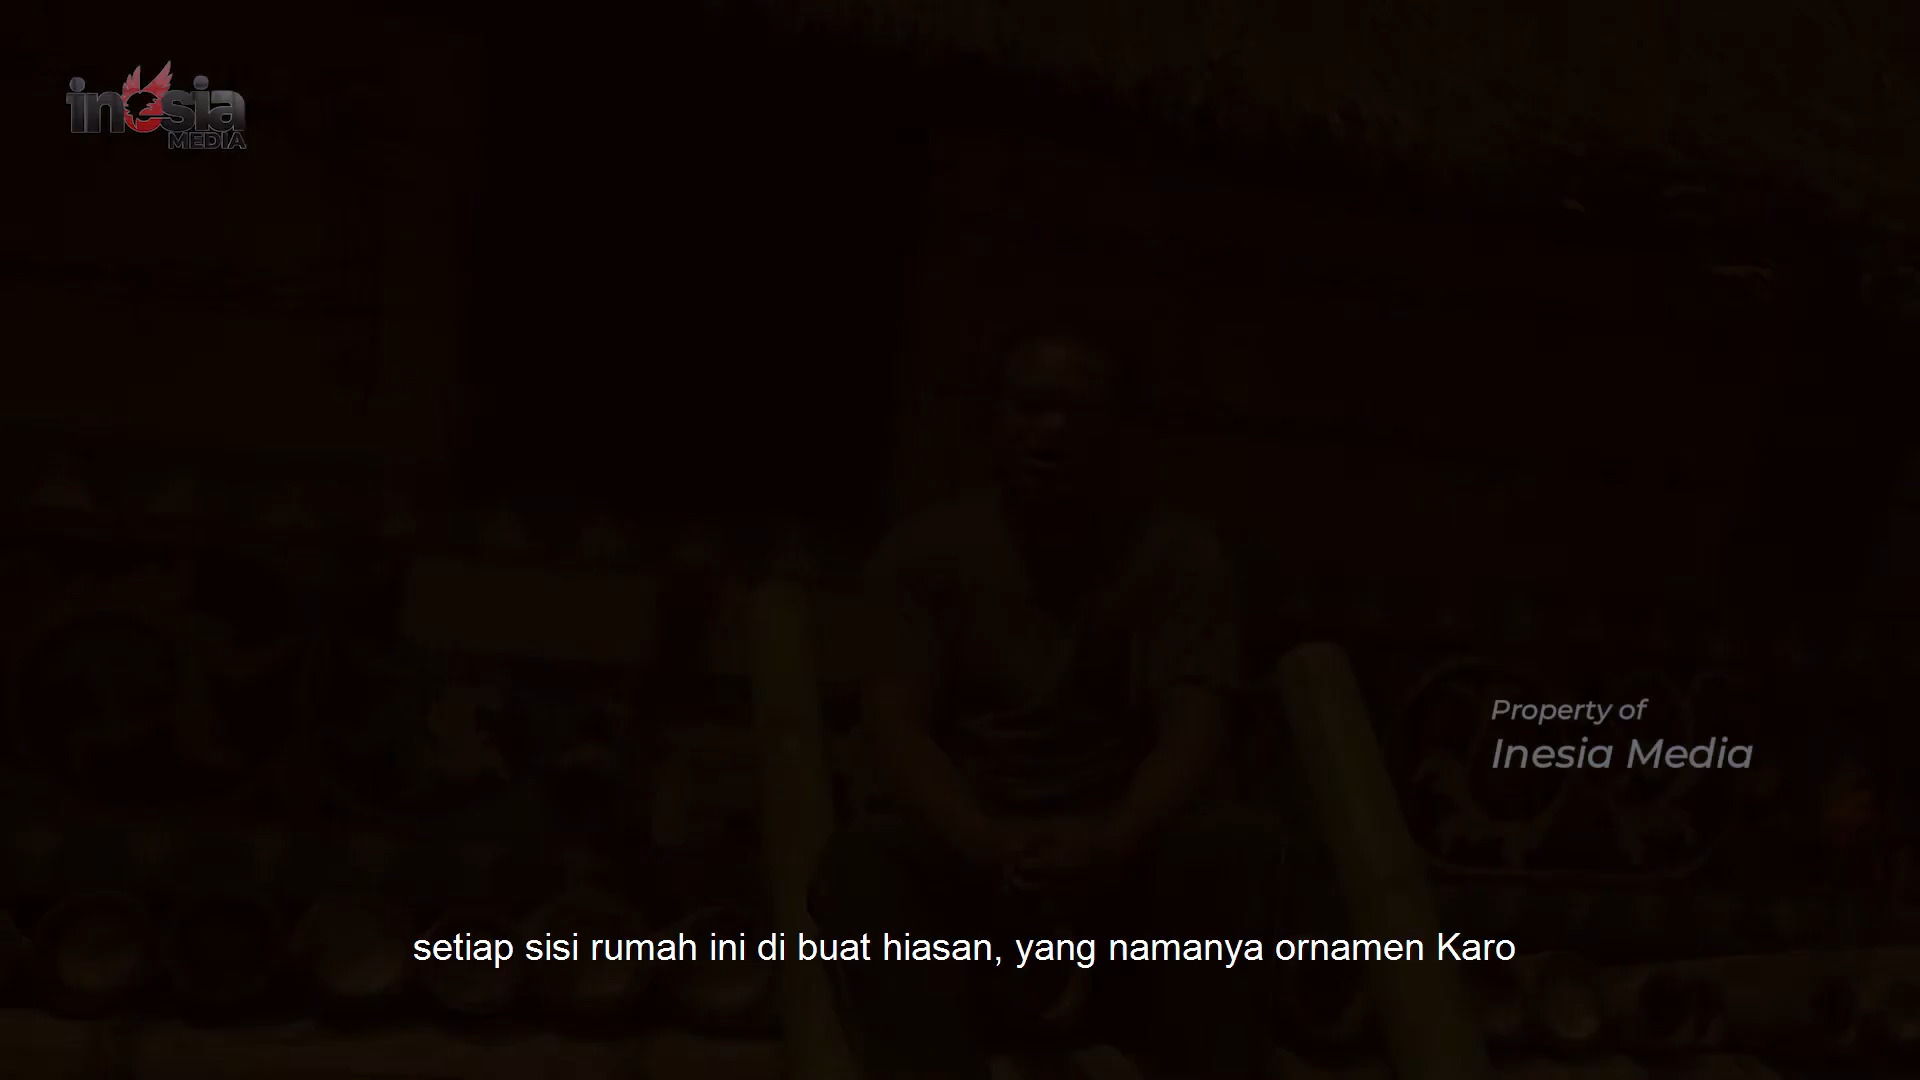 inesia
MEDIA
Property of
Inesia Media
setiap sisi rumah ini di buat hiasan, yang namanya ornamen Karo